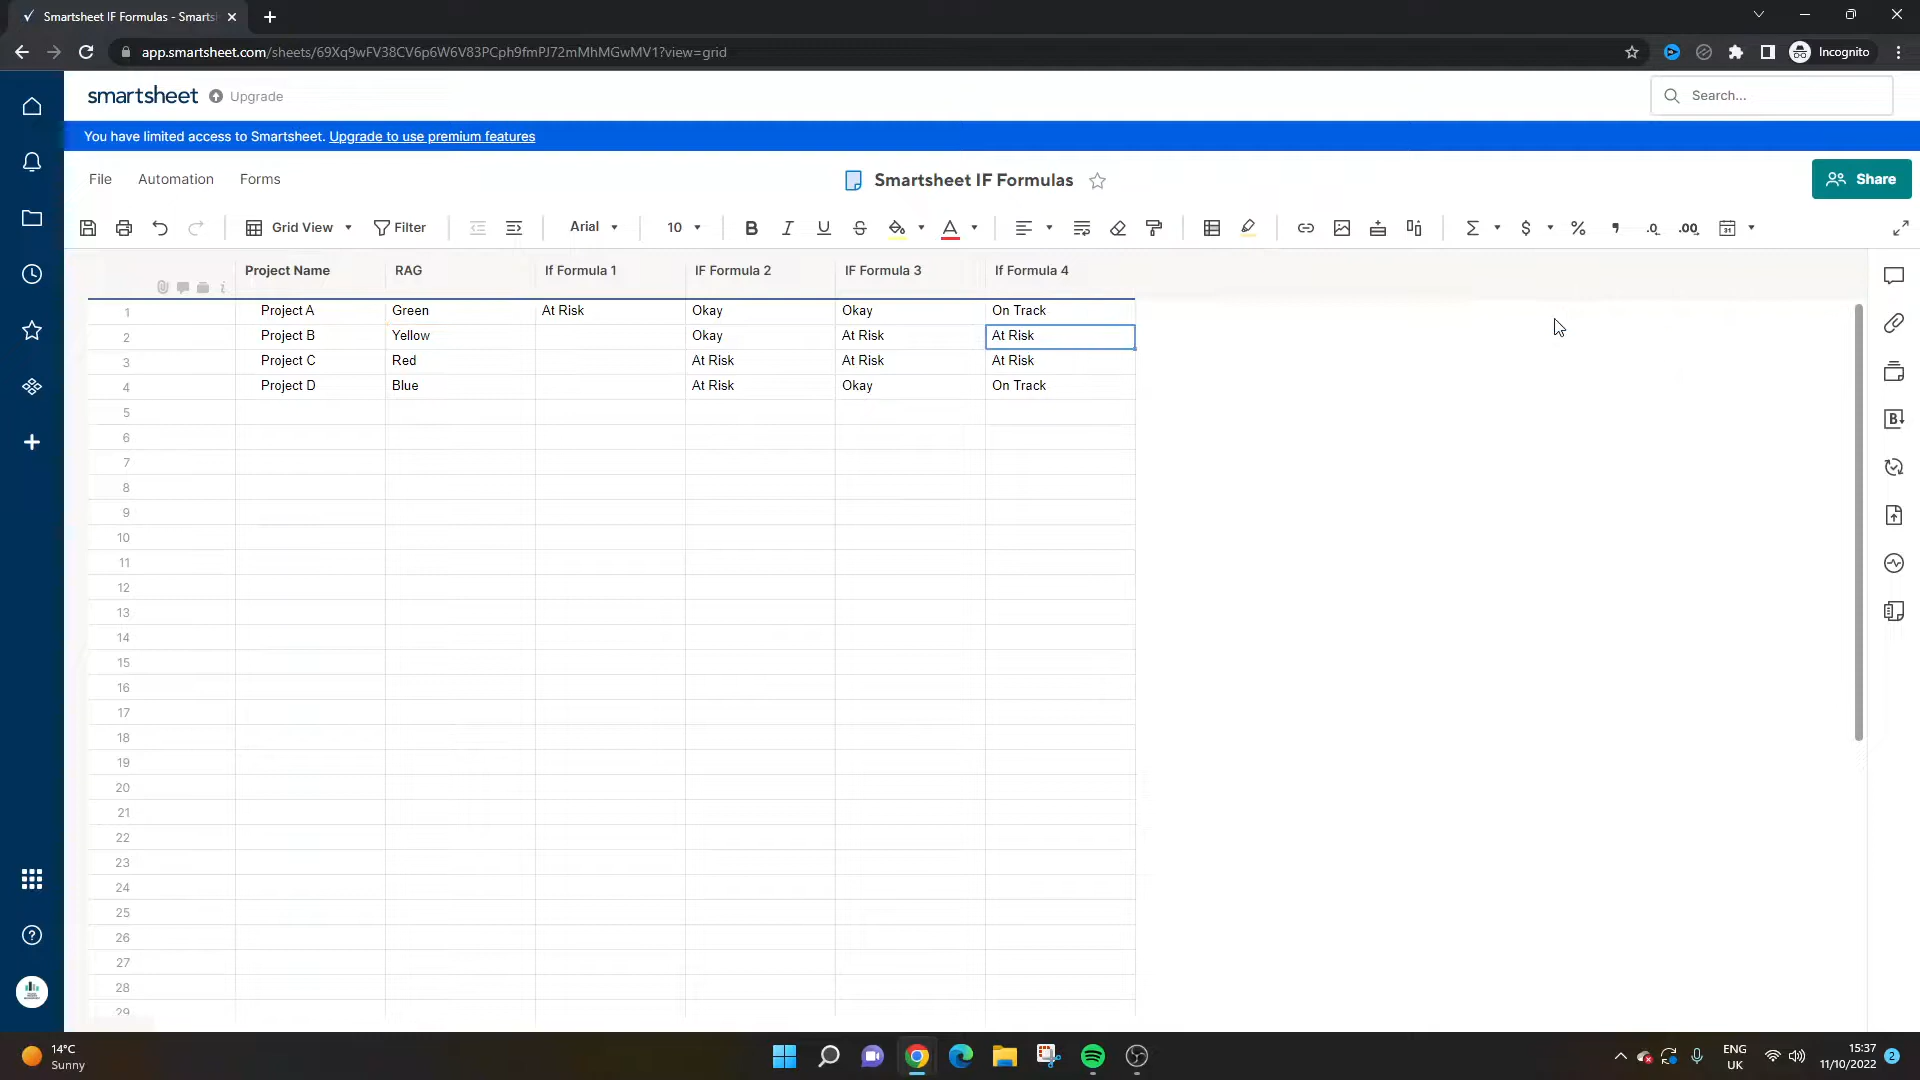 Smartsheet IF Formulas - Smarts
app.smartsheet.com/sheets/69Xq9wFV38CV6p6W6V83PCph9fmPJ72mMhMGwMV1?view=grid
Incognito
smartsheet Upgrade
Search...
You have limited access to Smartsheet. Upgrade to use premium features
File Automation Forms
Smartsheet IF Formulas
Share
Grid View Filter Arial 10 B I U S A Σ $ % .0 .00 31
Project Name RAG If Formula 1 IF Formula 2 IF Formula 3 If Formula 4
1 Project A Green At Risk Okay Okay On Track
2 Project B Yellow Okay At Risk At Risk
3 Project C Red At Risk At Risk At Risk
4 Project D Blue At Risk Okay On Track
5
6
7
8
9
10
11
12
13
14
15
16
17
18
19
20
21
22
23
24
25
26
27
28
29
14°C
Sunny
ENG
UK
15:37
11/10/2022
2